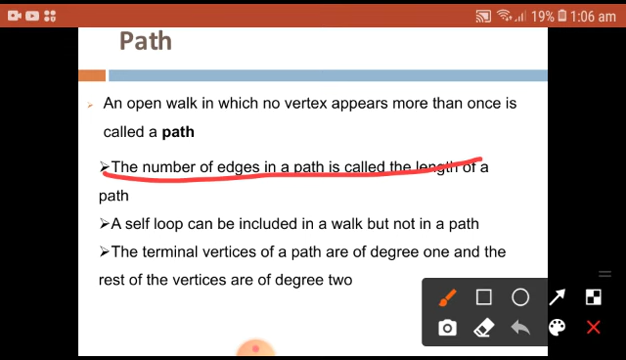 19% 1:06 am
Path
An open walk in which no vertex appears more than once is
called a path
➢The number of edges in a path is called the length of a
path
➢A self loop can be included in a walk but not in a path
➢The terminal vertices of a path are of degree one and the
rest of the vertices are of degree two